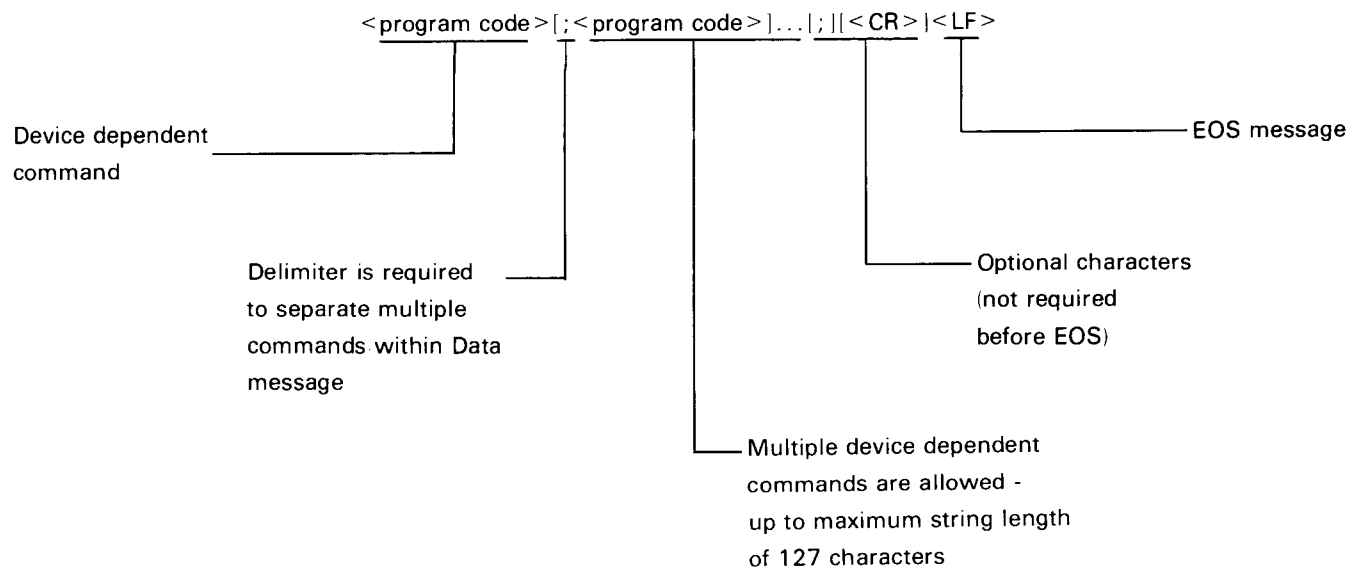 <program code>[;<program code>]...[;][<CR>]<LF>
Device dependent
command
EOS message
Delimiter is required
to separate multiple
commands within Data
message
Optional characters
(not required
before EOS)
Multiple device dependent
commands are allowed -
up to maximum string length
of 127 characters